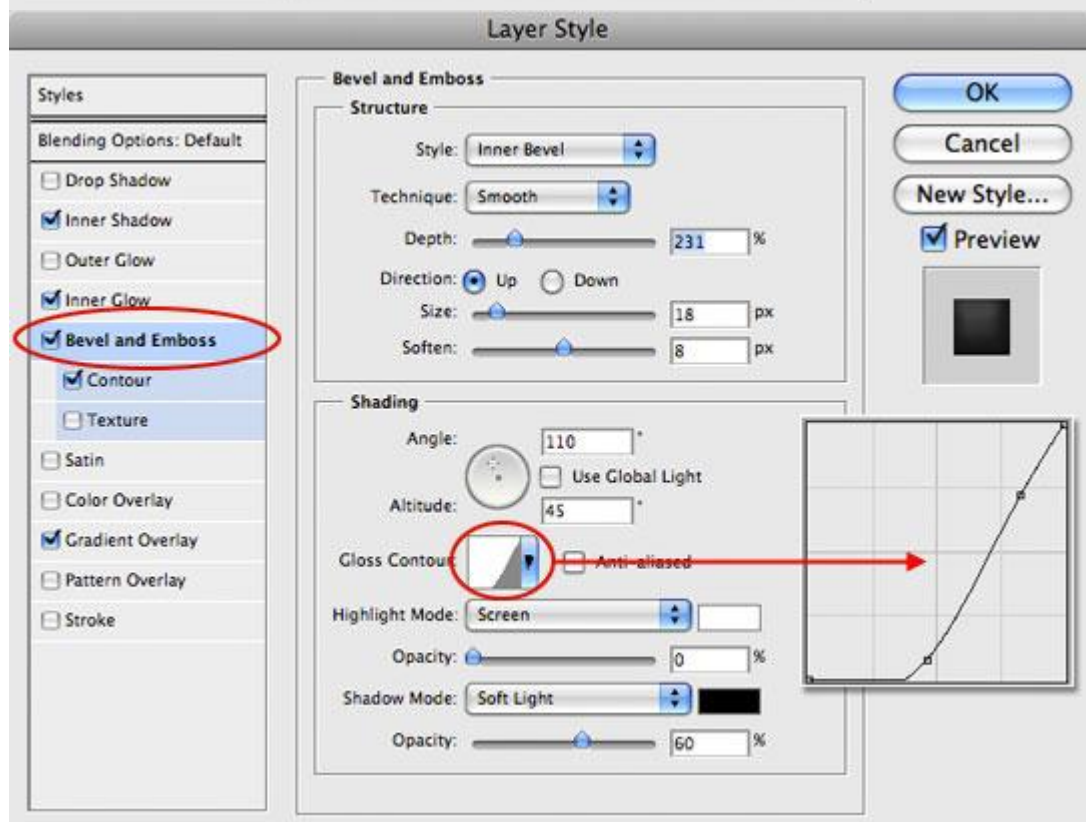 Layer Style
Styles
Blending Options: Default
Drop Shadow
Inner Shadow
Outer Glow
Inner Glow
Bevel and Emboss
Contour
Texture
Satin
Color Overlay
Gradient Overlay
Pattern Overlay
Stroke
Bevel and Emboss
Structure
Style: Inner Bevel
Technique: Smooth
Depth: 231 %
Direction: Up Down
Size: 18 px
Soften: 8 px
Shading
Angle: 110 °
Use Global Light
Altitude: 45 °
Gloss Contour: Anti-aliased
Highlight Mode: Screen
Opacity: 0 %
Shadow Mode: Soft Light
Opacity: 60 %
OK
Cancel
New Style...
Preview